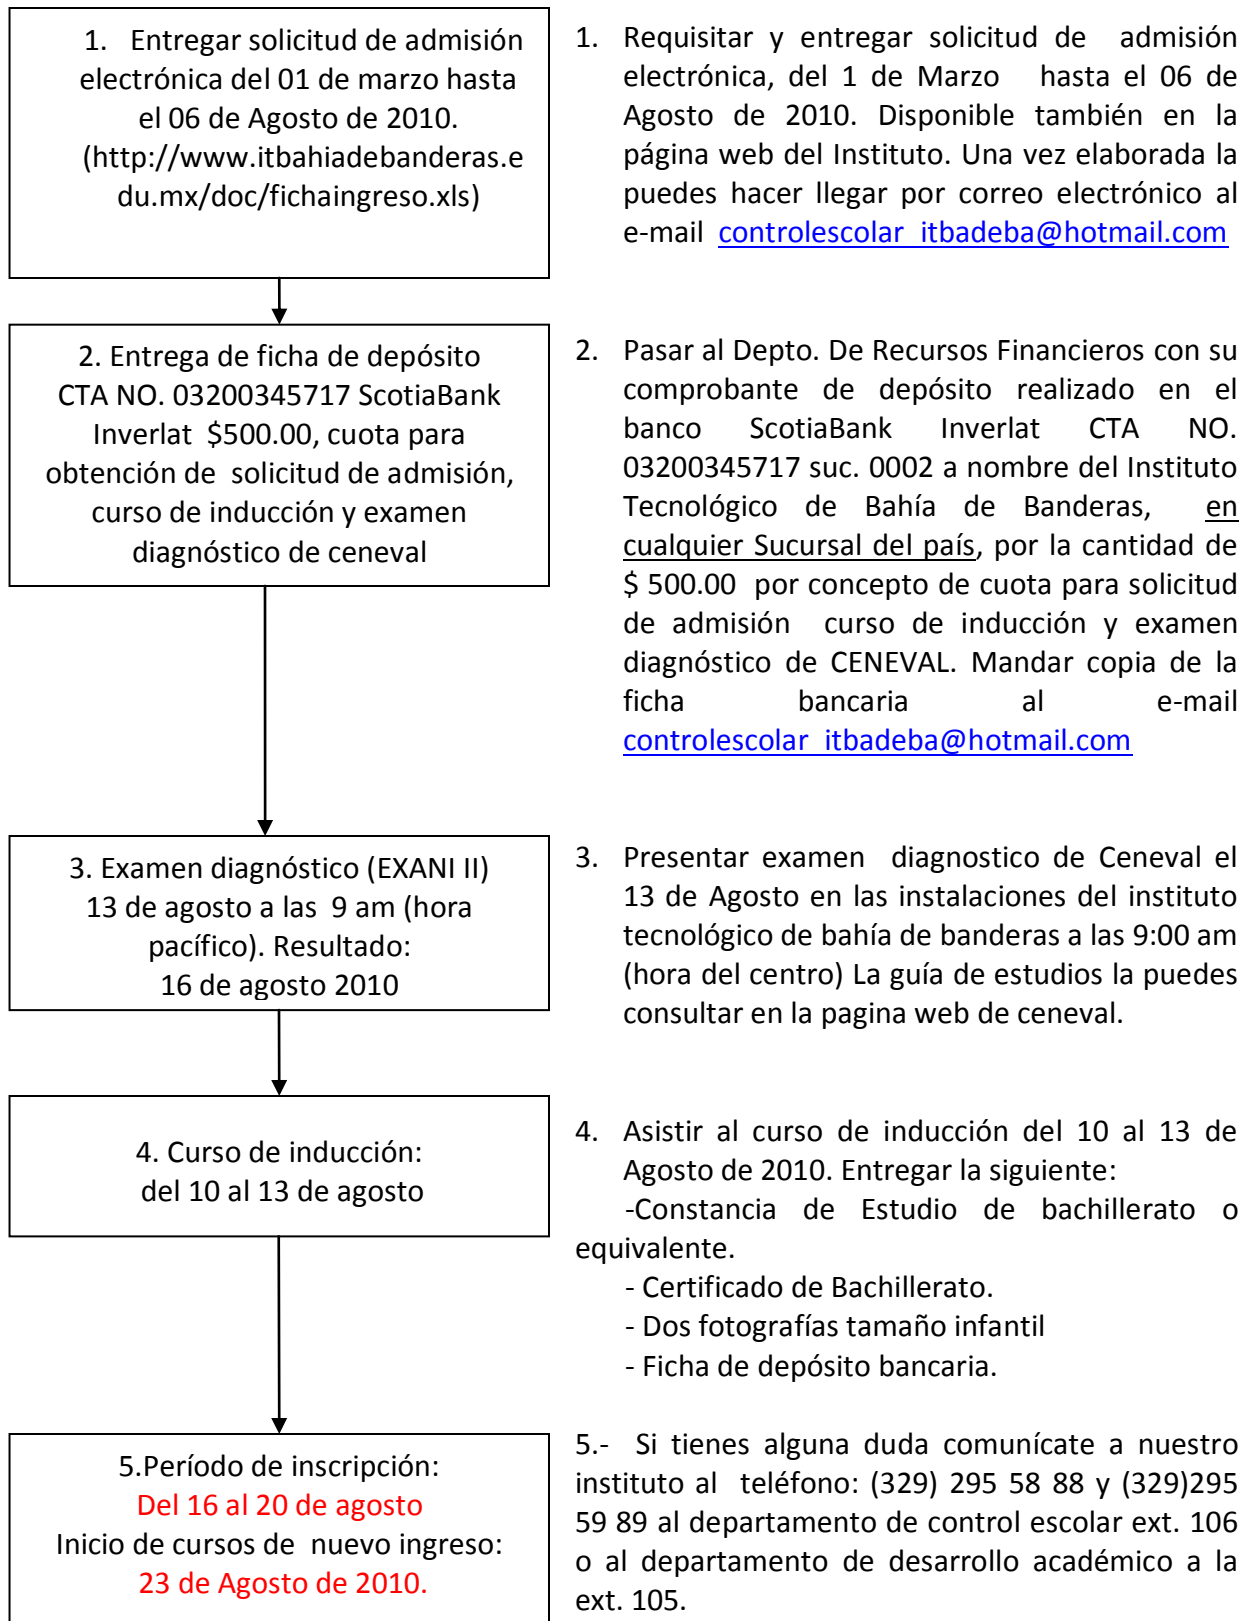 1. Entregar solicitud de admisión
electrónica del 01 de marzo hasta
el 06 de Agosto de 2010.
(http://www.itbahiadebanderas.e
du.mx/doc/fichaingreso.xls)
1. Requisitar y entregar solicitud de admisión
electrónica, del 1 de Marzo hasta el 06 de
Agosto de 2010. Disponible también en la
página web del Instituto. Una vez elaborada la
puedes hacer llegar por correo electrónico al
e-mail controlescolar_itbadeba@hotmail.com
2. Entrega de ficha de depósito
CTA NO. 03200345717 ScotiaBank
Inverlat $500.00, cuota para
obtención de solicitud de admisión,
curso de inducción y examen
diagnóstico de ceneval
2. Pasar al Depto. De Recursos Financieros con su
comprobante de depósito realizado en el
banco ScotiaBank Inverlat CTA NO.
03200345717 suc. 0002 a nombre del Instituto
Tecnológico de Bahía de Banderas, en
cualquier Sucursal del país, por la cantidad de
$ 500.00 por concepto de cuota para solicitud
de admisión curso de inducción y examen
diagnóstico de CENEVAL. Mandar copia de la
ficha bancaria al e-mail
controlescolar_itbadeba@hotmail.com
3. Examen diagnóstico (EXANI II)
13 de agosto a las 9 am (hora
pacífico). Resultado:
16 de agosto 2010
3. Presentar examen diagnostico de Ceneval el
13 de Agosto en las instalaciones del instituto
tecnológico de bahía de banderas a las 9:00 am
(hora del centro) La guía de estudios la puedes
consultar en la pagina web de ceneval.
4. Curso de inducción:
del 10 al 13 de agosto
4. Asistir al curso de inducción del 10 al 13 de
Agosto de 2010. Entregar la siguiente:
-Constancia de Estudio de bachillerato o
equivalente.
- Certificado de Bachillerato.
- Dos fotografías tamaño infantil
- Ficha de depósito bancaria.
5.Período de inscripción:
Del 16 al 20 de agosto
Inicio de cursos de nuevo ingreso:
23 de Agosto de 2010.
5.- Si tienes alguna duda comunícate a nuestro
instituto al teléfono: (329) 295 58 88 y (329)295
59 89 al departamento de control escolar ext. 106
o al departamento de desarrollo académico a la
ext. 105.